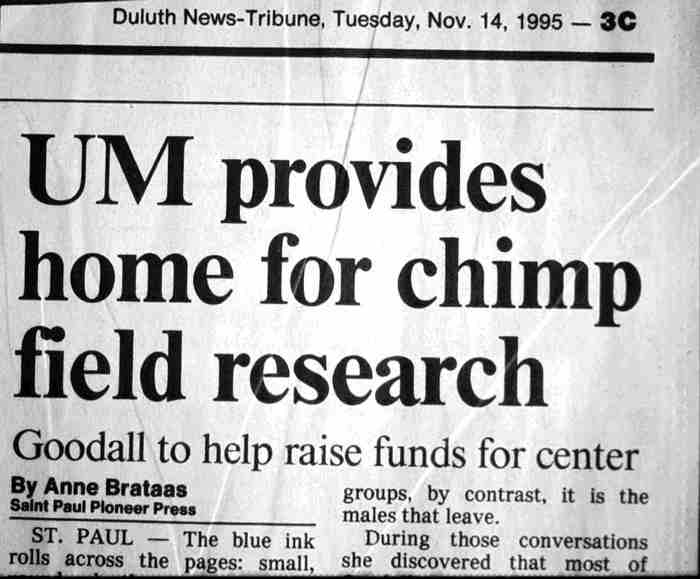 Duluth News-Tribune, Tuesday, Nov. 14, 1995 — 3C
UM provides
home for chimp
field research
Goodall to help raise funds for center
By Anne Brataas
Saint Paul Pioneer Press
ST. PAUL — The blue ink
rolls across the pages: small,
groups, by contrast, it is the
males that leave.
During those conversations
she discovered that most of